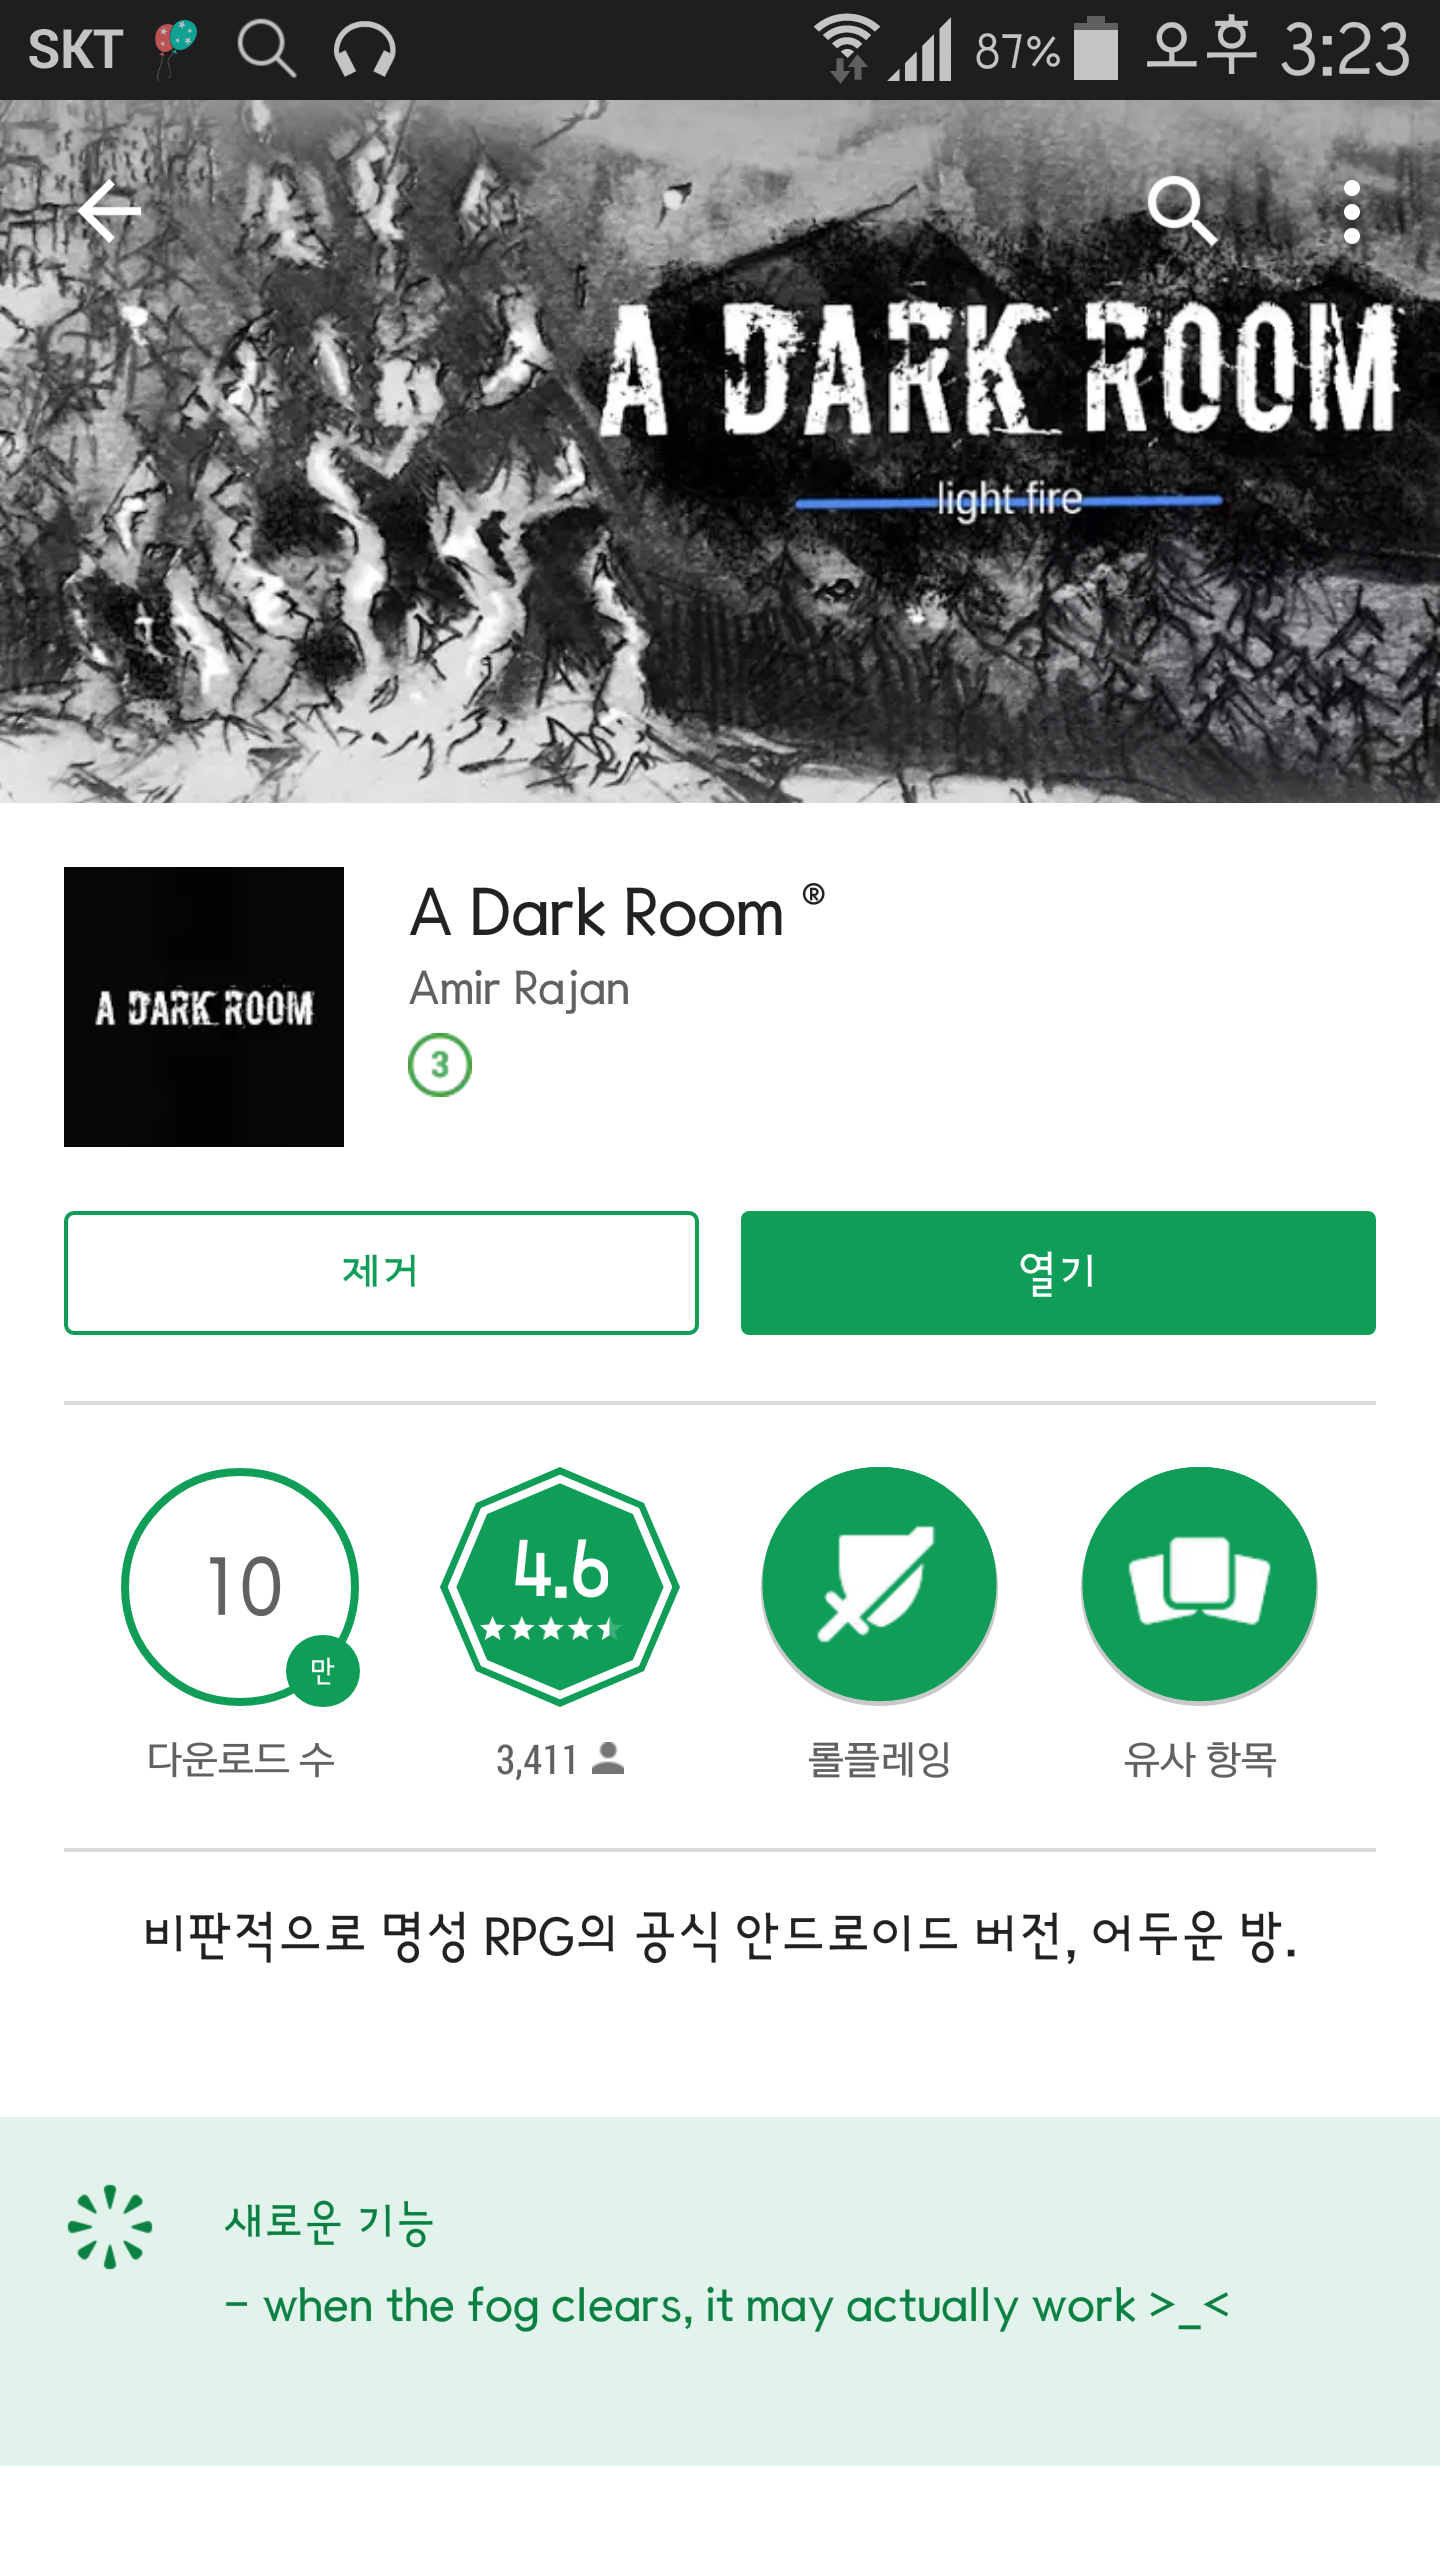 SKT 87% 오후 3:23
A DARK ROOM
light fire
A DARK ROOM
A Dark Room ®
Amir Rajan
3
제거 열기
10 만 4.6
다운로드 수 3,411 롤플레잉 유사 항목
비판적으로 명성 RPG의 공식 안드로이드 버전, 어두운 방.
새로운 기능
- when the fog clears, it may actually work >_<